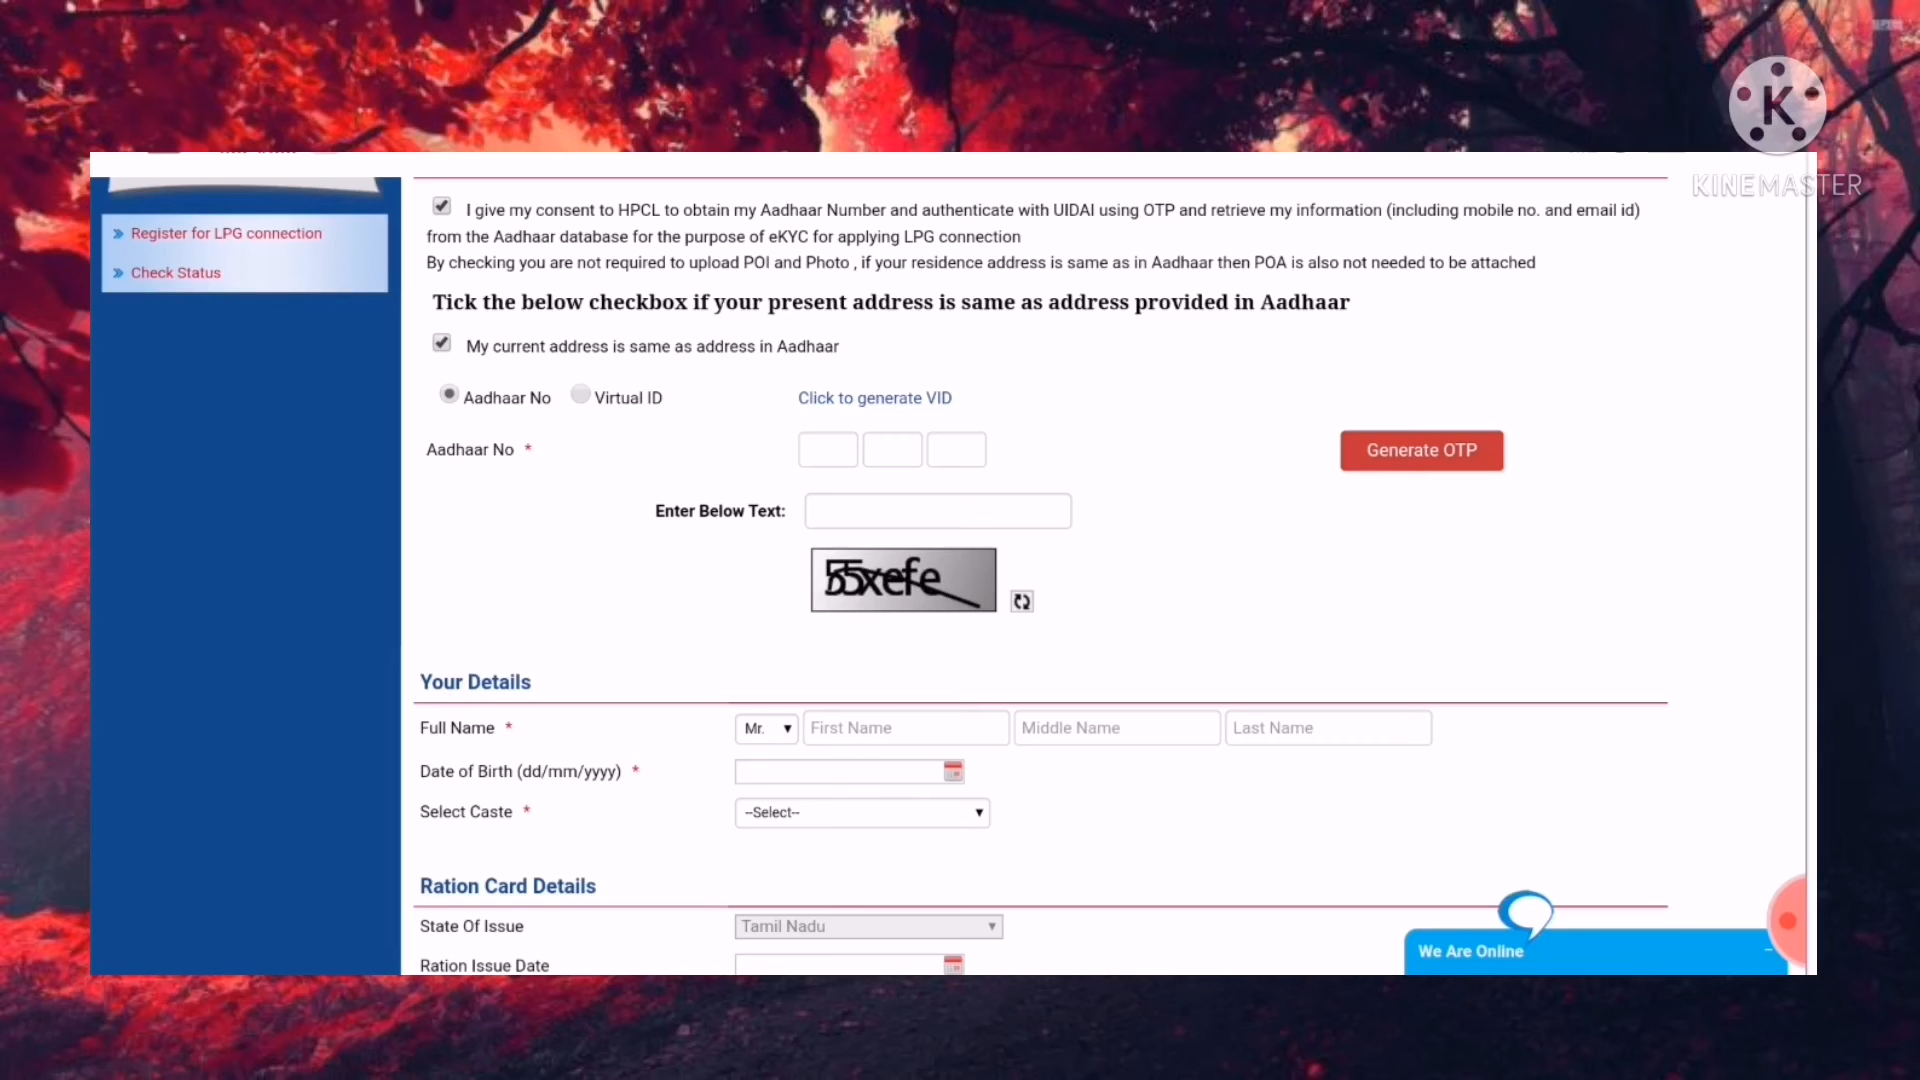 K
KINEMASTER
Register for LPG connection
Check Status
I give my consent to HPCL to obtain my Aadhaar Number and authenticate with UIDAI using OTP and retrieve my information (including mobile no. and email id)
from the Aadhaar database for the purpose of eKYC for applying LPG connection
By checking you are not required to upload POI and Photo , if your residence address is same as in Aadhaar then POA is also not needed to be attached
Tick the below checkbox if your present address is same as address provided in Aadhaar
My current address is same as address in Aadhaar
Aadhaar No Virtual ID Click to generate VID
Aadhaar No * Generate OTP
Enter Below Text:
55xefe
Your Details
Full Name * Mr. First Name Middle Name Last Name
Date of Birth (dd/mm/yyyy) *
Select Caste * --Select--
Ration Card Details
State Of Issue Tamil Nadu
We Are Online
Ration Issue Date